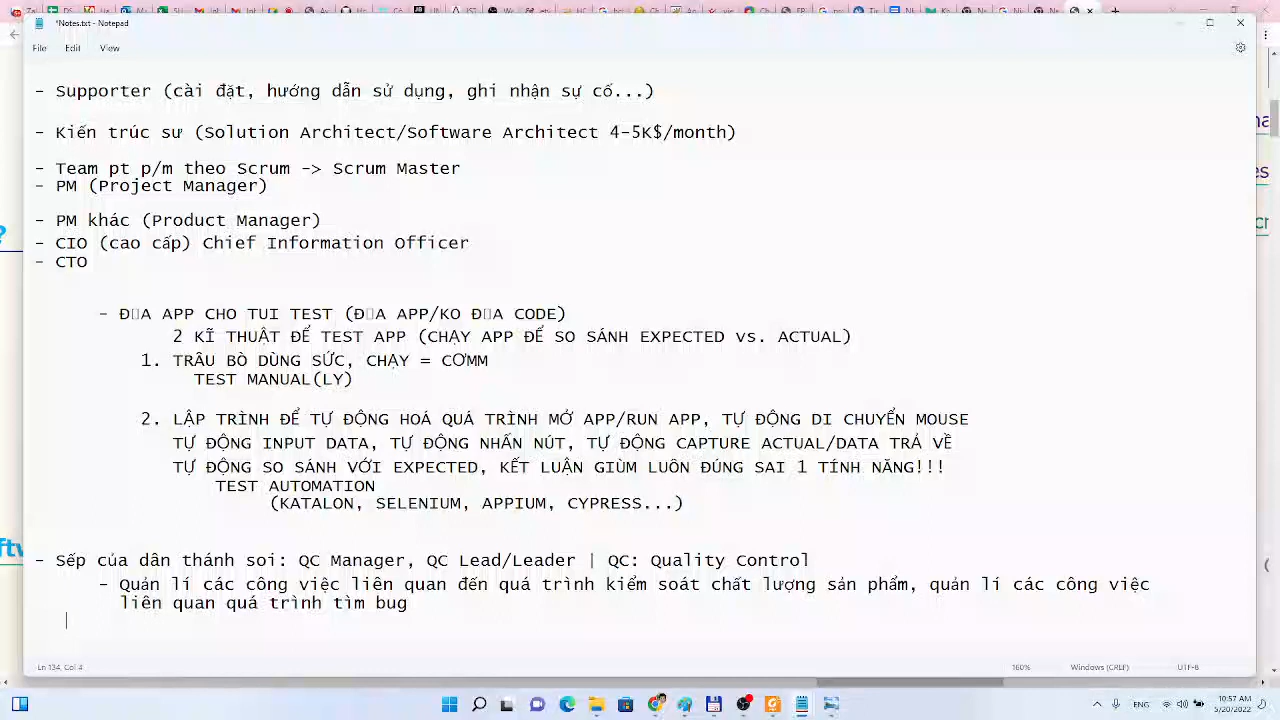 *Notes.txt - Notepad
File Edit View
- Supporter (cài đặt, hướng dẫn sử dụng, ghi nhận sự cố...)
- Kiến trúc sư (Solution Architect/Software Architect 4-5K$/month)
- Team pt p/m theo Scrum -> Scrum Master
- PM (Project Manager)
- PM khác (Product Manager)
- CIO (cao cấp) Chief Information Officer
- CTO
- Đ▯A APP CHO TUI TEST (Đ▯A APP/KO Đ▯A CODE)
2 KĨ THUẬT ĐỂ TEST APP (CHẠY APP ĐỂ SO SÁNH EXPECTED vs. ACTUAL)
1. TRÂU BÒ DÙNG SỨC, CHẠY = CƠMM
TEST MANUAL(LY)
2. LẬP TRÌNH ĐỂ TỰ ĐỘNG HOÁ QUÁ TRÌNH MỞ APP/RUN APP, TỰ ĐỘNG DI CHUYỂN MOUSE
TỰ ĐỘNG INPUT DATA, TỰ ĐỘNG NHẤN NÚT, TỰ ĐỘNG CAPTURE ACTUAL/DATA TRẢ VỀ
TỰ ĐỘNG SO SÁNH VỚI EXPECTED, KẾT LUẬN GIÙM LUÔN ĐÚNG SAI 1 TÍNH NĂNG!!!
TEST AUTOMATION
(KATALON, SELENIUM, APPIUM, CYPRESS...)
- Sếp của dân thánh soi: QC Manager, QC Lead/Leader | QC: Quality Control
- Quản lí các công việc liên quan đến quá trình kiểm soát chất lượng sản phẩm, quản lí các công việc
liên quan quá trình tìm bug
Ln 134, Col 4 160% Windows (CRLF) UTF-8
ENG 10:57 AM
5/20/2022